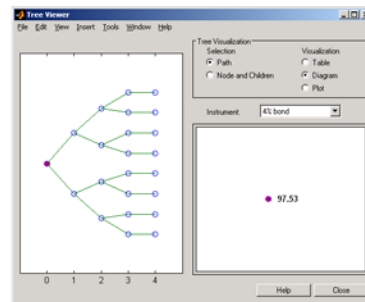 Tree Viewer
File Edit View Insert Tools Window Help
Tree Visualization
Selection
Path
Node and Children
Visualization
Table
Diagram
Plot
Instrument:
4% bond
97.53
0 1 2 3 4
Help Close